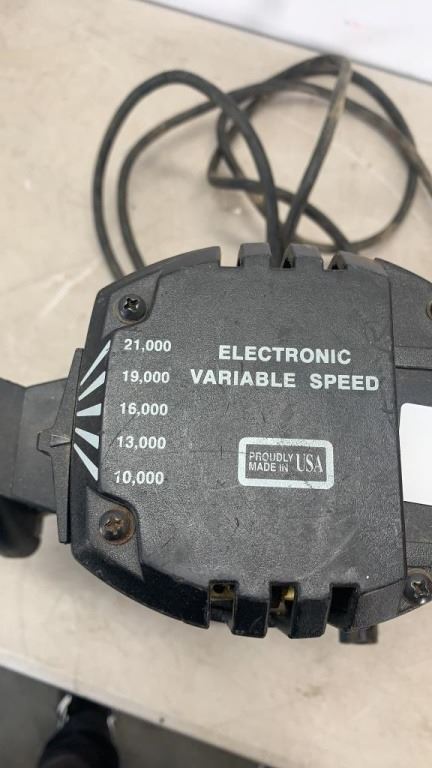 21,000
19,000
16,000
13,000
10,000
ELECTRONIC
VARIABLE SPEED
PROUDLY
MADE IN USA